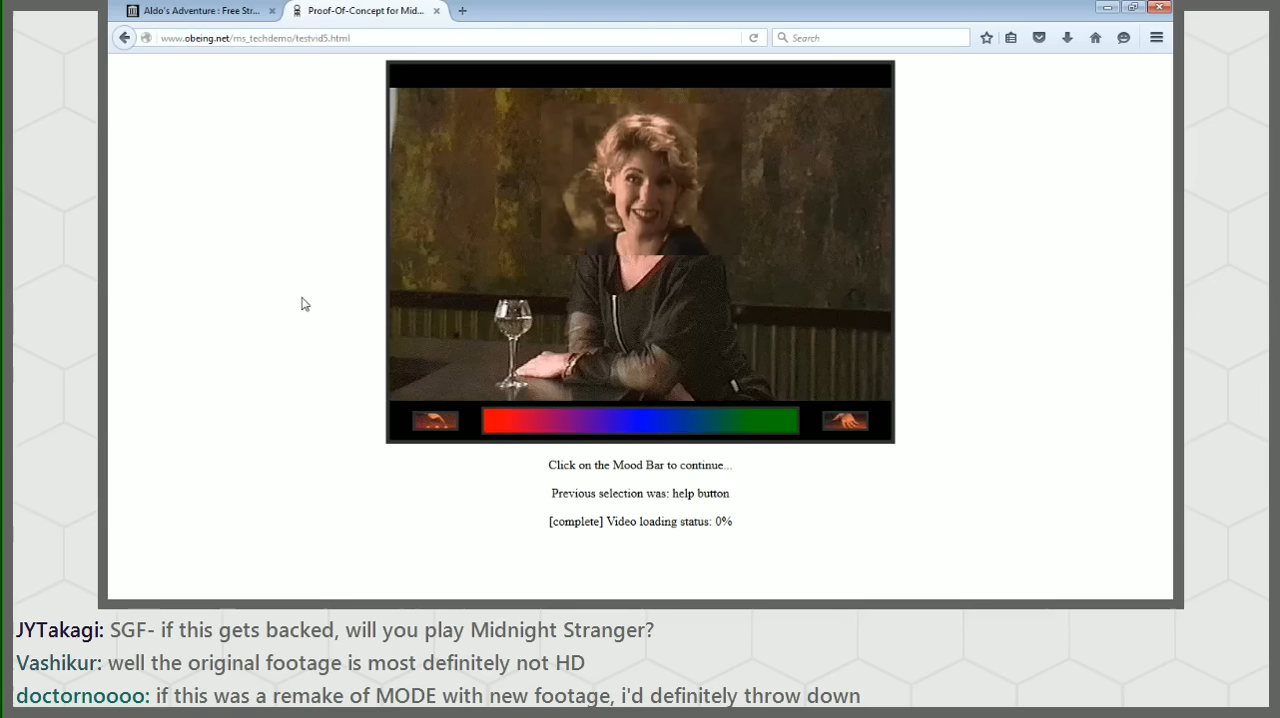 Aldo's Adventure : Free Str...
Proof-Of-Concept for Mid...
www.obeing.net/ms_techdemo/testvid5.html
Search
Click on the Mood Bar to continue...
Previous selection was: help button
[complete] Video loading status: 0%
JYTakagi: SGF- if this gets backed, will you play Midnight Stranger?
Vashikur: well the original footage is most definitely not HD
doctornoooo: if this was a remake of MODE with new footage, i'd definitely throw down